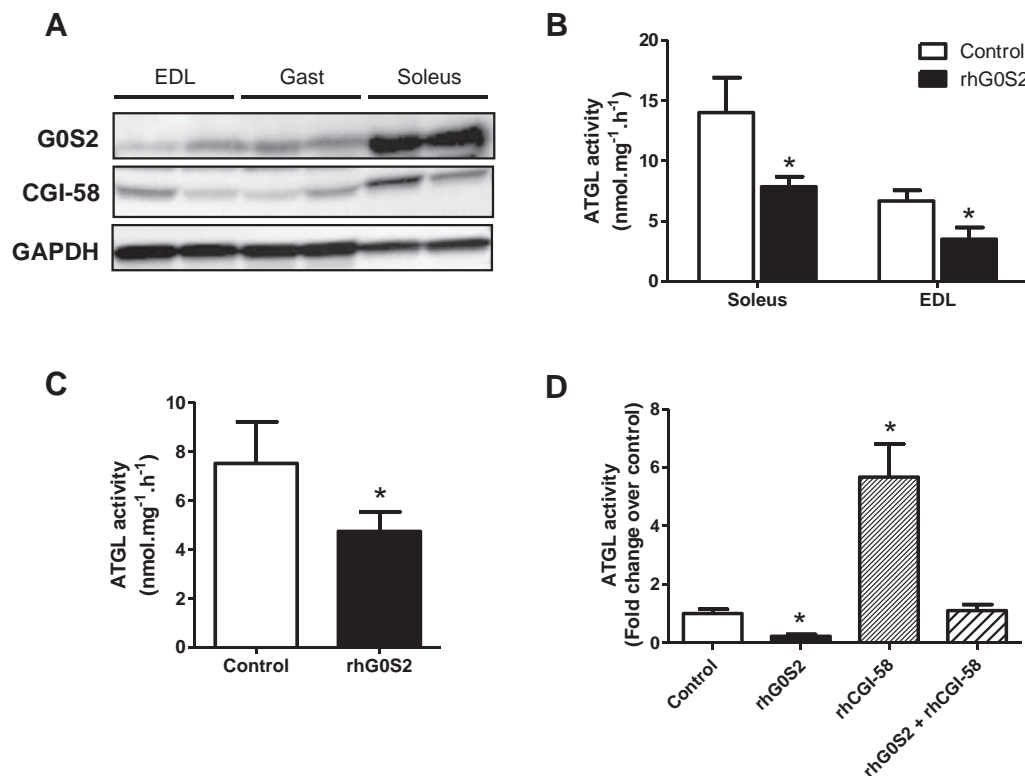 A
EDL Gast Soleus
G0S2
CGI-58
GAPDH
B
ATGL activity
(nmol.mg⁻¹.h⁻¹)
20
15
10
5
0
Control
rhG0S2
*
*
Soleus EDL
C
ATGL activity
(nmol.mg⁻¹.h⁻¹)
10
8
6
4
2
0
*
Control rhG0S2
D
ATGL activity
(Fold change over control)
8
6
4
2
0
*
*
Control
rhG0S2
rhCGI-58
rhG0S2 + rhCGI-58